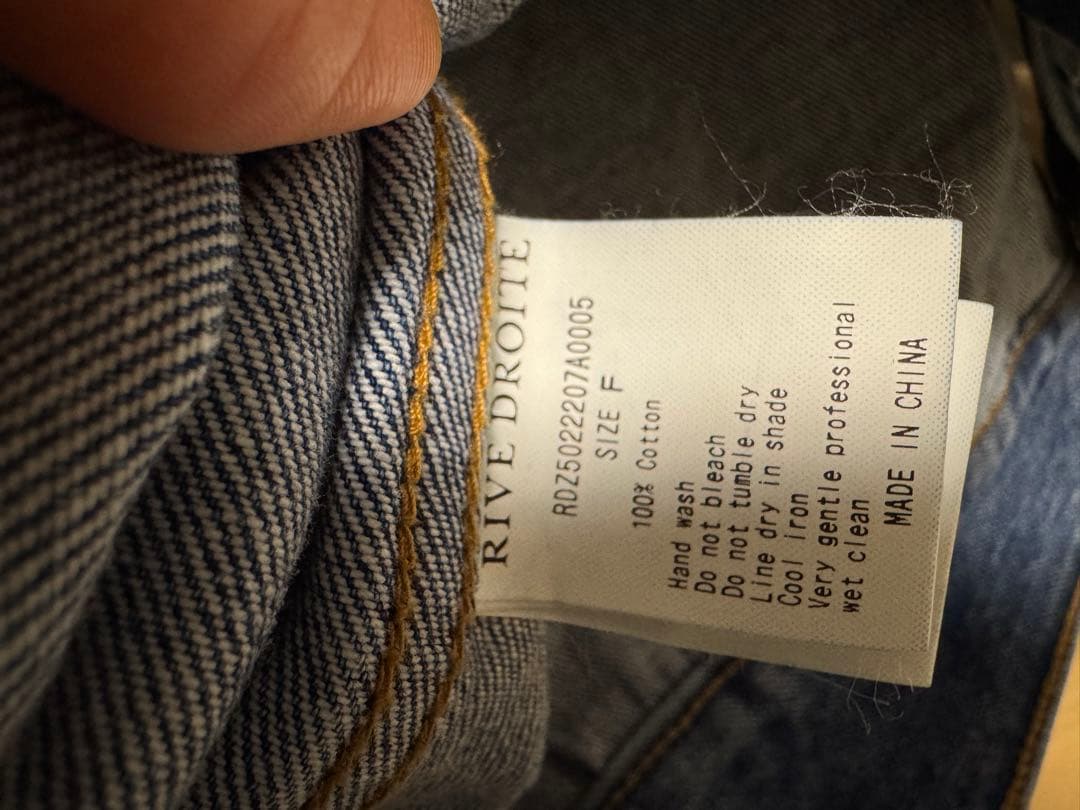 RIVE DROITE
RDZ5022207A0005
SIZE F
100% Cotton
Hand wash
Do not bleach
Do not tumble dry
Line dry in shade
Cool iron
Very gentle professional
wet clean
MADE IN CHINA